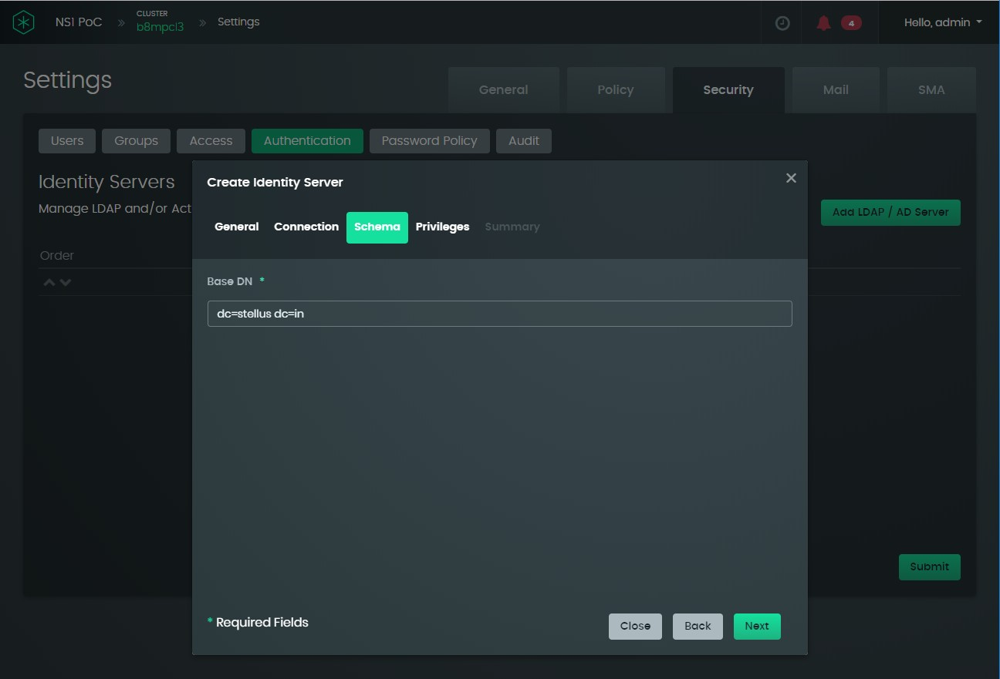 NS1 PoC » CLUSTER b8mpcl3 » Settings
4
Hello, admin
Settings
General
Policy
Security
Mail
SMA
Users
Groups
Access
Authentication
Password Policy
Audit
Identity Servers
Manage LDAP and/or Act
Add LDAP / AD Server
Order
Create Identity Server
×
General
Connection
Schema
Privileges
Summary
Base DN *
dc=stellus dc=in
Submit
* Required Fields
Close
Back
Next